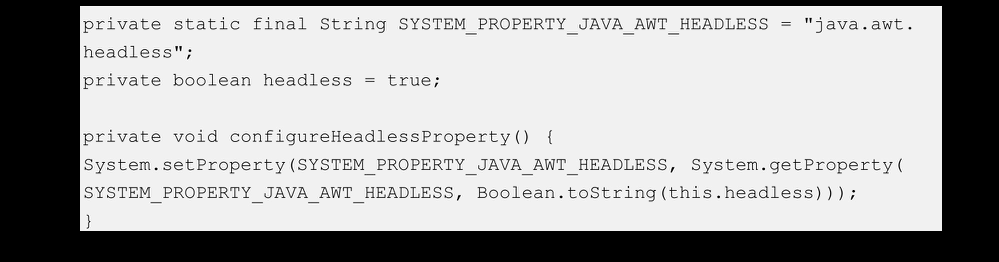 private static final String SYSTEM_PROPERTY_JAVA_AWT_HEADLESS = "java.awt.
headless";
private boolean headless = true;
private void configureHeadlessProperty() {
System.setProperty(SYSTEM_PROPERTY_JAVA_AWT_HEADLESS, System.getProperty(
SYSTEM_PROPERTY_JAVA_AWT_HEADLESS, Boolean.toString(this.headless)));
}